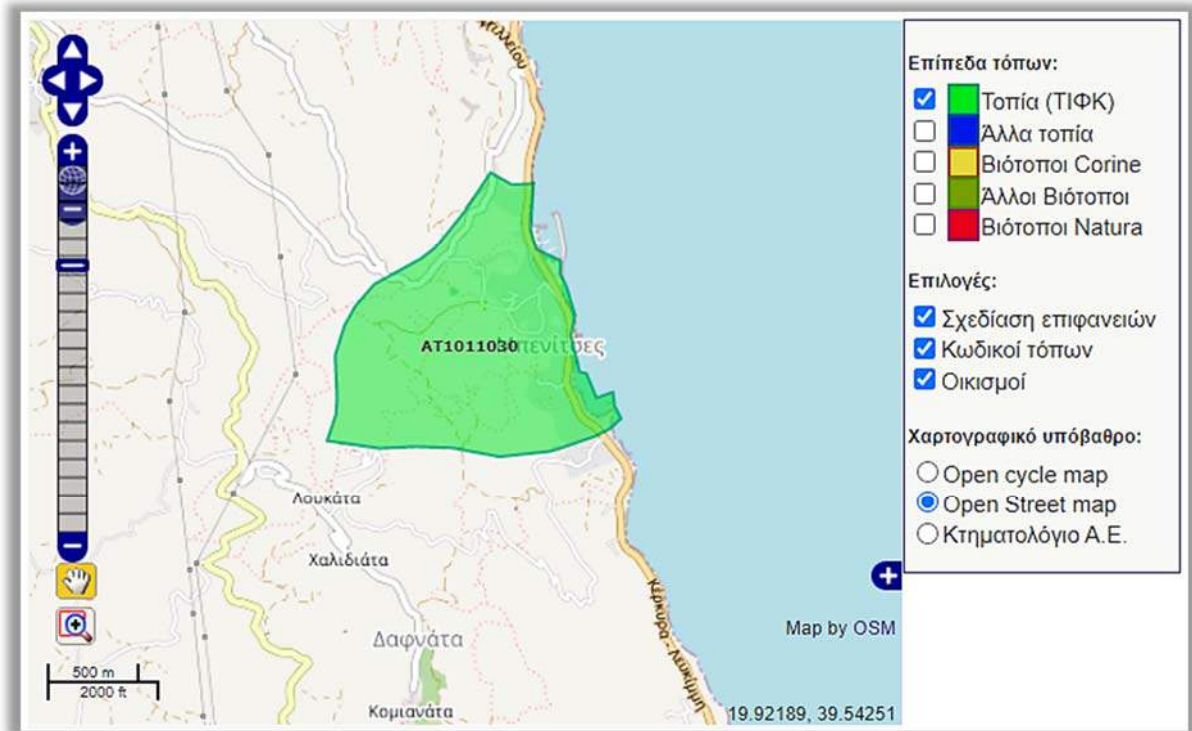 Επίπεδα τόπων:
Τοπία (ΤΙΦΚ)
Άλλα τοπία
Βιότοποι Corine
Άλλοι Βιότοποι
Βιότοποι Natura
Επιλογές:
Σχεδίαση επιφανειών
Κωδικοί τόπων
Οικισμοί
Χαρτογραφικό υπόβαθρο:
Open cycle map
Open Street map
Κτηματολόγιο Α.Ε.
AT1011030
Λουκάτα
Χαλιδιάτα
Δαφνάτα
Κομιανάτα
Κέρκυρα - Λευκίμμη
Map by OSM
500 m
2000 ft
19.92189, 39.54251